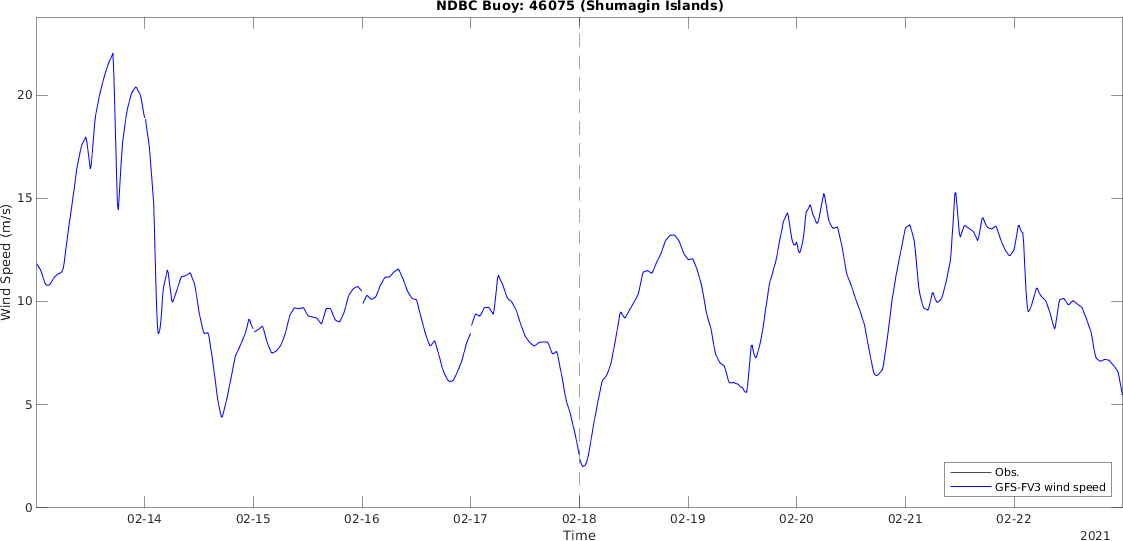 NDBC Buoy: 46075 (Shumagin Islands)
Wind Speed (m/s)
20
15
10
5
0
02-14 02-15 02-16 02-17 02-18 02-19 02-20 02-21 02-22
Time
2021
Obs.
GFS-FV3 wind speed